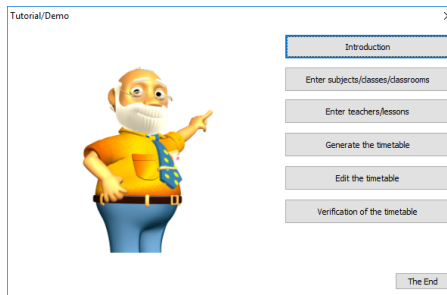 Tutorial/Demo
Introduction
Enter subjects/classes/classrooms
Enter teachers/lessons
Generate the timetable
Edit the timetable
Verification of the timetable
The End